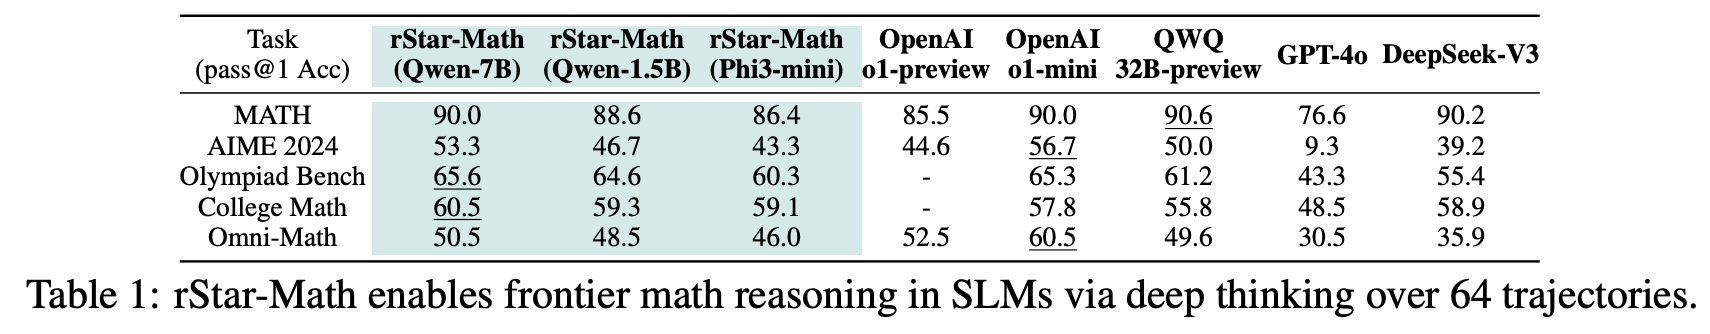 Task rStar-Math rStar-Math rStar-Math OpenAI OpenAI QWQ GPT-4o DeepSeek-V3
(pass@1 Acc) (Qwen-7B) (Qwen-1.5B) (Phi3-mini) o1-preview o1-mini 32B-preview
MATH 90.0 88.6 86.4 85.5 90.0 90.6 76.6 90.2
AIME 2024 53.3 46.7 43.3 44.6 56.7 50.0 9.3 39.2
Olympiad Bench 65.6 64.6 60.3 - 65.3 61.2 43.3 55.4
College Math 60.5 59.3 59.1 - 57.8 55.8 48.5 58.9
Omni-Math 50.5 48.5 46.0 52.5 60.5 49.6 30.5 35.9
Table 1: rStar-Math enables frontier math reasoning in SLMs via deep thinking over 64 trajectories.